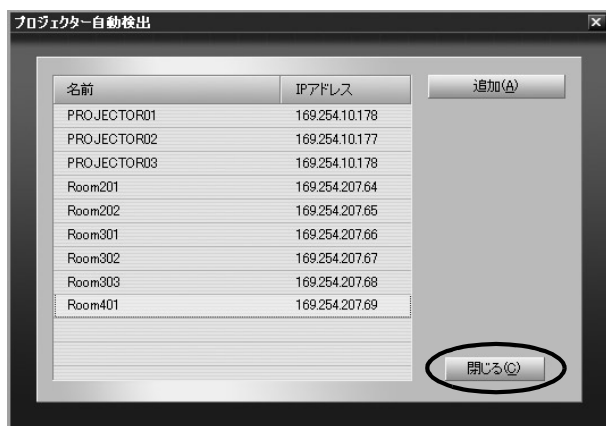 プロジェクター自動検出
名前 IPアドレス 追加(A)
PROJECTOR01 169.254.10.178
PROJECTOR02 169.254.10.177
PROJECTOR03 169.254.10.178
Room201 169.254.207.64
Room202 169.254.207.65
Room301 169.254.207.66
Room302 169.254.207.67
Room303 169.254.207.68
Room401 169.254.207.69
閉じる(C)